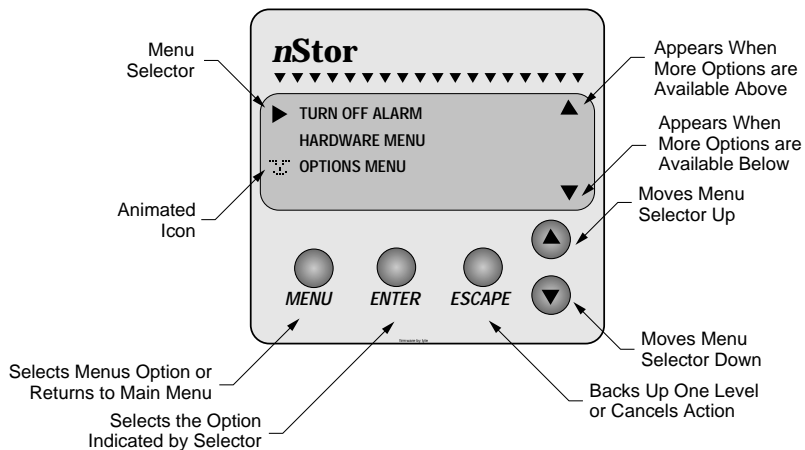 Menu
Selector
nStor
Appears When
More Options are
Available Above
TURN OFF ALARM
HARDWARE MENU
OPTIONS MENU
Appears When
More Options are
Available Below
Animated
Icon
Moves Menu
Selector Up
MENU
ENTER
ESCAPE
Moves Menu
Selector Down
Selects Menus Option or
Returns to Main Menu
Selects the Option
Indicated by Selector
Backs Up One Level
or Cancels Action